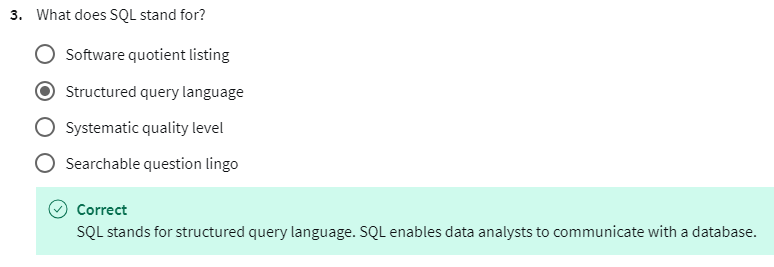 3. What does SQL stand for?
Software quotient listing
Structured query language
Systematic quality level
Searchable question lingo
Correct
SQL stands for structured query language. SQL enables data analysts to communicate with a database.